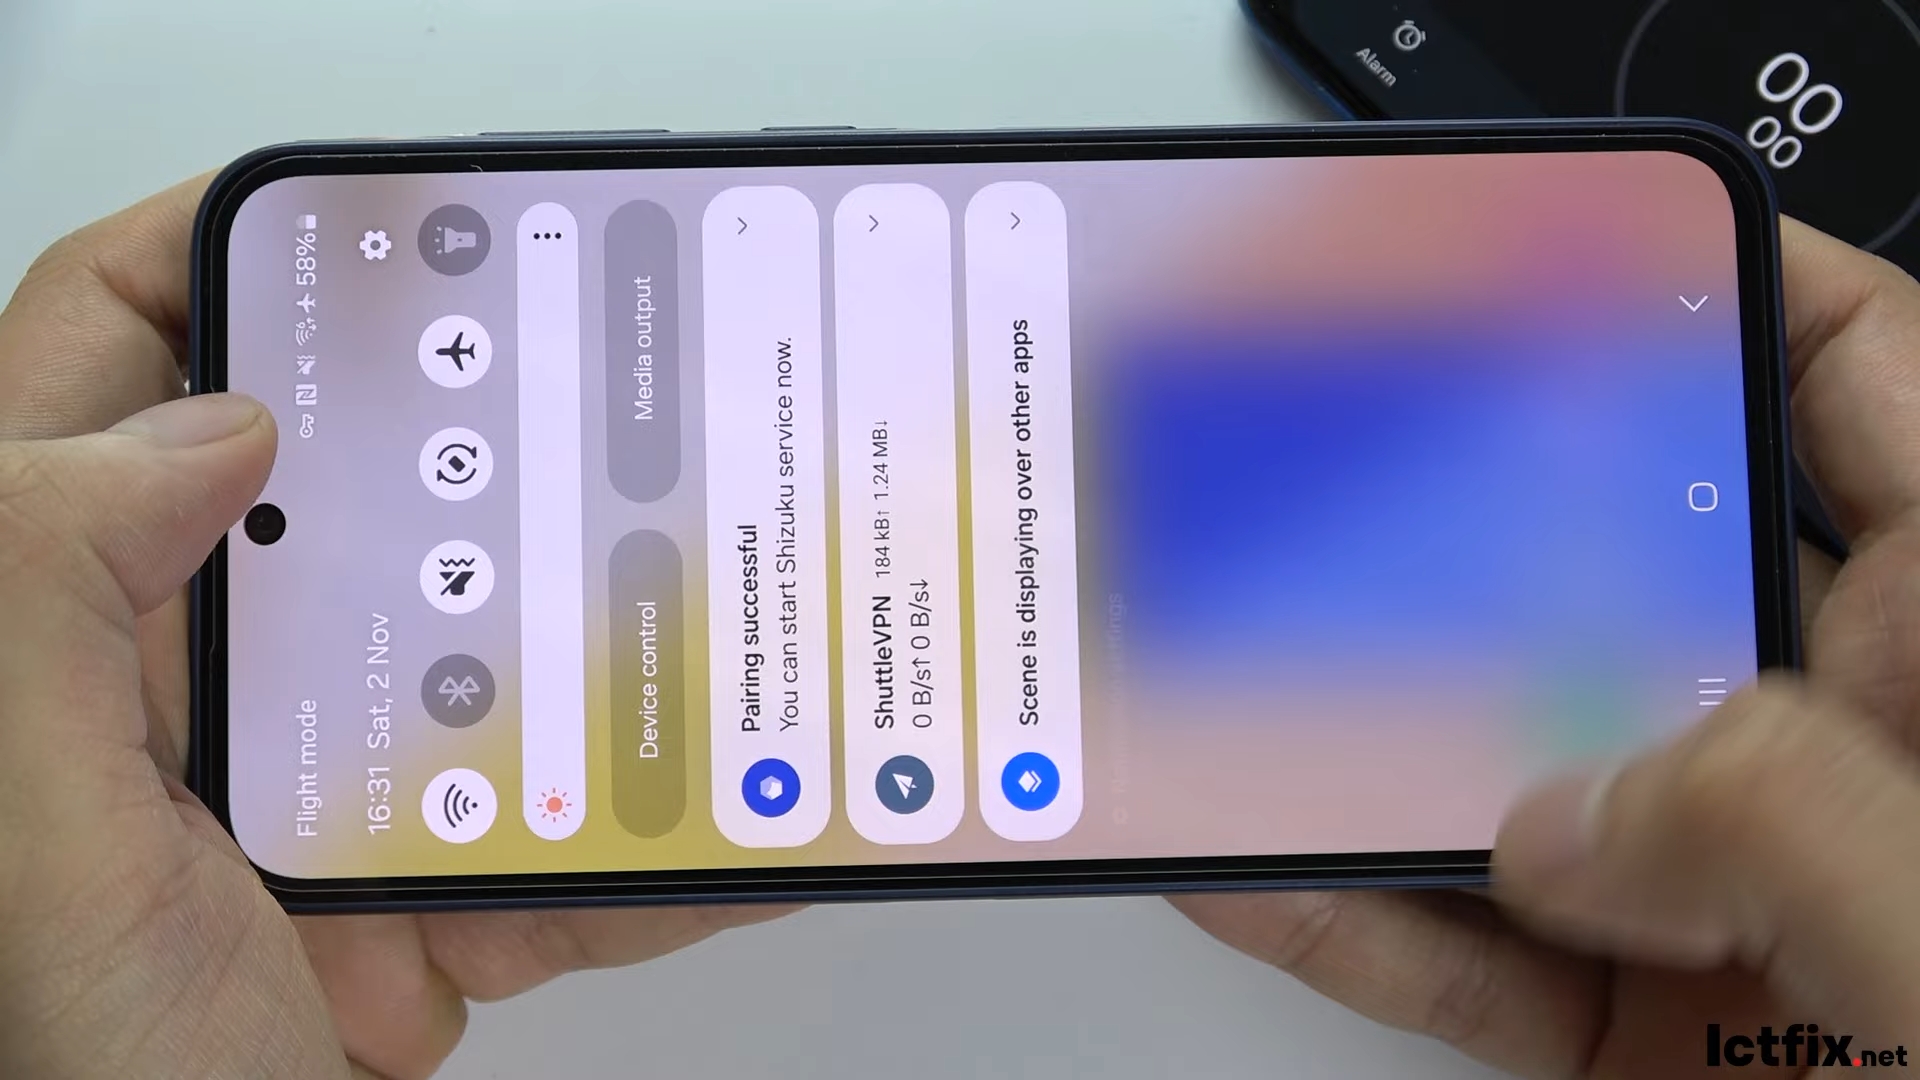 Flight mode
58%
16:31 Sat, 2 Nov
Device control
Media output
Pairing successful
You can start Shizuku service now.
ShuttleVPN 184 kB↑ 1.24 MB↓
0 B/s↑ 0 B/s↓
Scene is displaying over other apps
Alarm
00
00
Ictfix.net